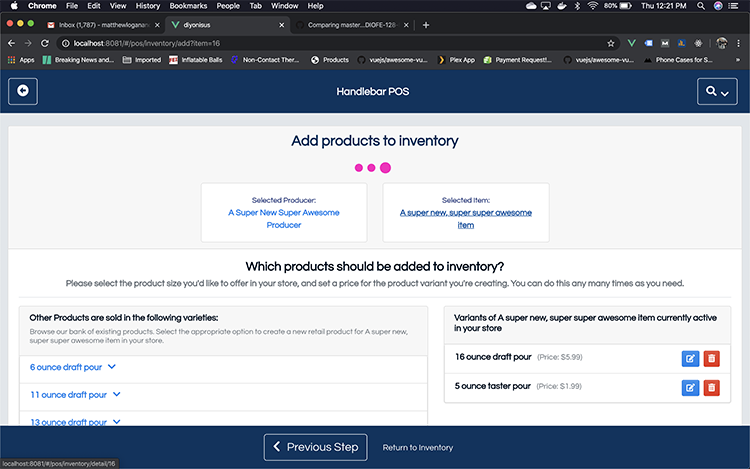 Chrome File Edit View History Bookmarks People Tab Window Help 80% Thu 12:21 PM
Inbox (1,787) - matthewlogana diyonisus Comparing master...DIOFE-128
localhost:8081/#/pos/inventory/add?item=16
Apps Breaking News and... Imported Inflatable Balls Non-Contact Ther... Products vuejs/awesome-vu... Plex App Payment Request!... vuejs/awesome-vu... Phone Cases for S...
Handlebar POS
Add products to inventory
Selected Producer:
A Super New Super Awesome
Producer
Selected Item:
A super new, super super awesome
item
Which products should be added to inventory?
Please select the product size you'd like to offer in your store, and set a price for the product variant you're creating. You can do this any many times as you need.
Other Products are sold in the following varieties:
Browse our bank of existing products. Select the appropriate option to create a new retail product for A super new,
super super awesome item in your store.
6 ounce draft pour
11 ounce draft pour
13 ounce draft pour
Variants of A super new, super super awesome item currently active
in your store
16 ounce draft pour (Price: $5.99)
5 ounce taster pour (Price: $1.99)
Previous Step Return to Inventory
localhost:8081/#/pos/inventory/detail/16